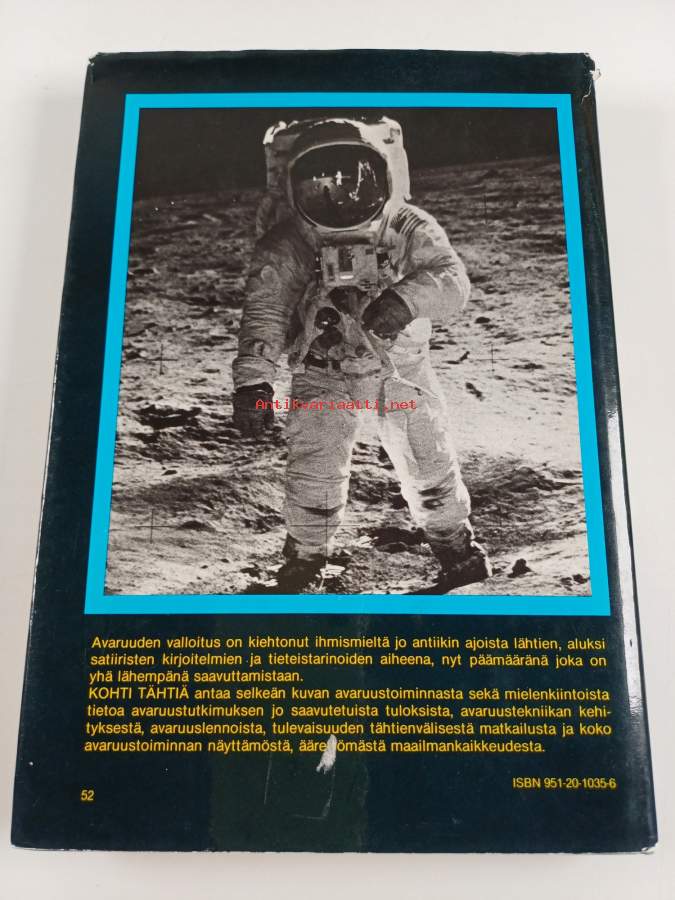 Antikvariaatti.net
Avaruuden valloitus on kiehtonut ihmismieltä jo antiikin ajoista lähtien, aluksi
satiiristen kirjoitelmien ja tieteistarinoiden aiheena, nyt päämääränä joka on
yhä lähempänä saavuttamistaan.
KOHTI TÄHTIÄ antaa selkeän kuvan avaruustoiminnasta sekä mielenkiintoista
tietoa avaruustutkimuksen jo saavutetuista tuloksista, avaruustekniikan kehi-
tyksestä, avaruuslennoista, tulevaisuuden tähtienvälisestä matkailusta ja koko
avaruustoiminnan näyttämöstä, äärettömästä maailmankaikkeudesta.
ISBN 951-20-1035-6
52